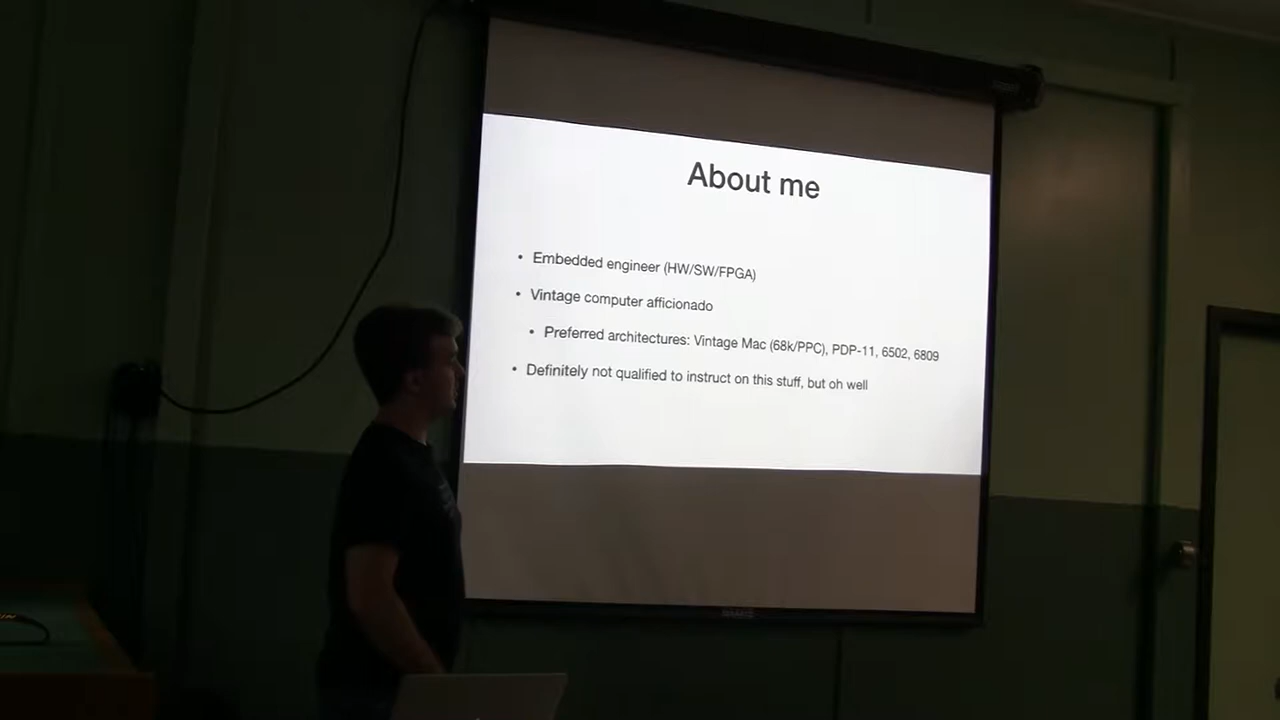 About me
• Embedded engineer (HW/SW/FPGA)
• Vintage computer afficionado
• Preferred architectures: Vintage Mac (68k/PPC), PDP-11, 6502, 6809
• Definitely not qualified to instruct on this stuff, but oh well